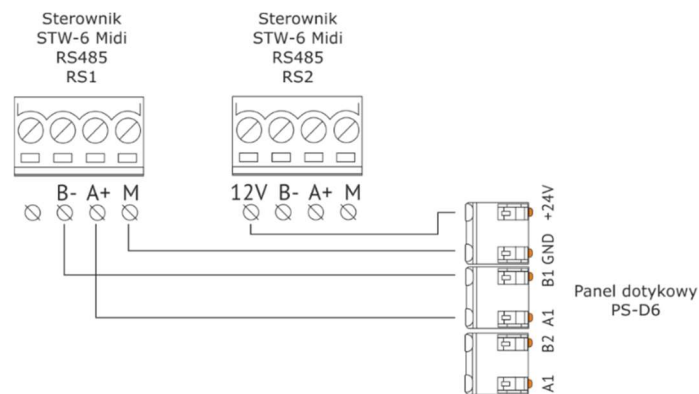 Sterownik
STW-6 Midi
RS485
RS1
Sterownik
STW-6 Midi
RS485
RS2
B- A+ M
12V B- A+ M
+24V
GND
B1
A1
B2
A1
Panel dotykowy
PS-D6